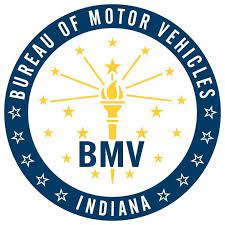 BUREAU OF MOTOR VEHICLES
BMV
INDIANA